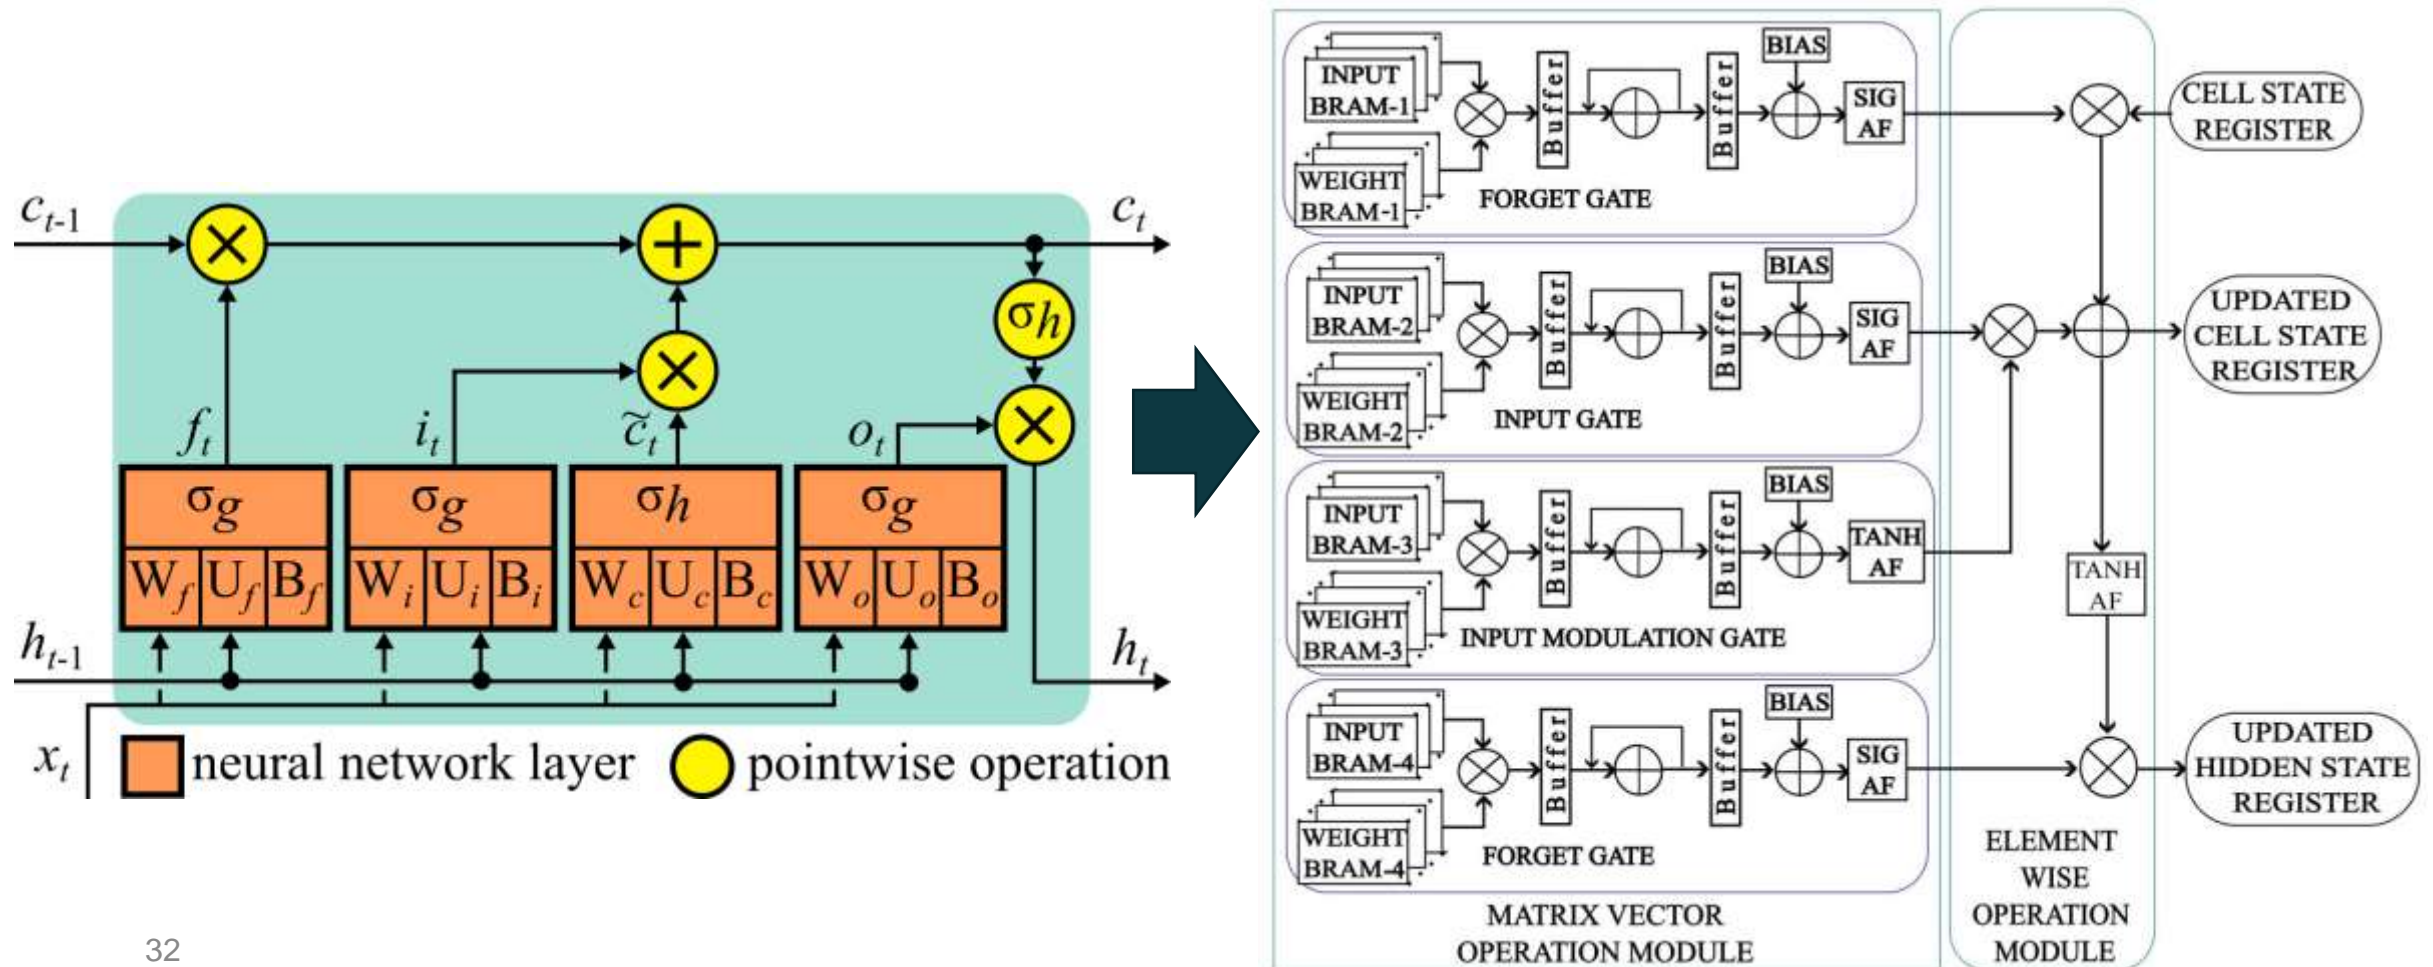 c_{t-1}
c_t
σh
f_t
i_t
c̃_t
o_t
σg
σg
σh
σg
W_f U_f B_f
W_i U_i B_i
W_c U_c B_c
W_o U_o B_o
h_{t-1}
h_t
x_t
neural network layer
pointwise operation
32
INPUT
BRAM-1
WEIGHT
BRAM-1
Buffer
Buffer
BIAS
SIG
AF
FORGET GATE
INPUT
BRAM-2
WEIGHT
BRAM-2
Buffer
Buffer
BIAS
SIG
AF
INPUT GATE
INPUT
BRAM-3
WEIGHT
BRAM-3
Buffer
Buffer
BIAS
TANH
AF
INPUT MODULATION GATE
INPUT
BRAM-4
WEIGHT
BRAM-4
Buffer
Buffer
BIAS
SIG
AF
FORGET GATE
MATRIX VECTOR
OPERATION MODULE
TANH
AF
ELEMENT
WISE
OPERATION
MODULE
CELL STATE
REGISTER
UPDATED
CELL STATE
REGISTER
UPDATED
HIDDEN STATE
REGISTER